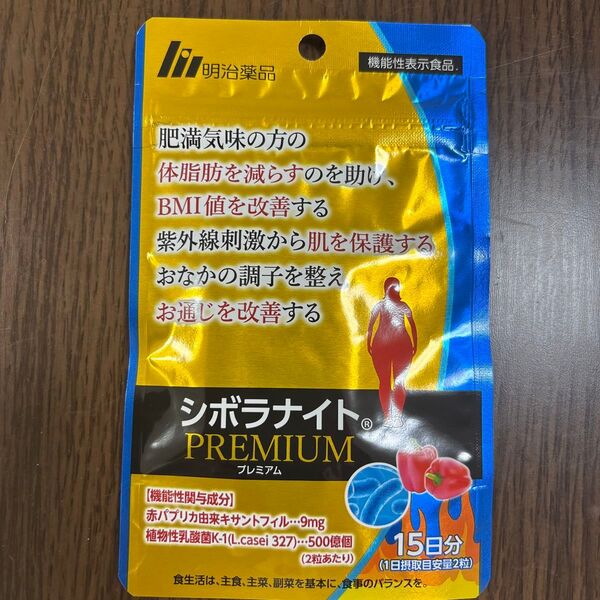 明治薬品
機能性表示食品
肥満気味の方の
体脂肪を減らすのを助け、
BMI値を改善する
紫外線刺激から肌を保護する
おなかの調子を整え
お通じを改善する
シボラナイト®
PREMIUM
プレミアム
【機能性関与成分】
赤パプリカ由来キサントフィル…9mg
植物性乳酸菌K-1(L.casei 327)…500億個
(2粒あたり)
15日分
(1日摂取目安量2粒)
食生活は、主食、主菜、副菜を基本に、食事のバランスを。